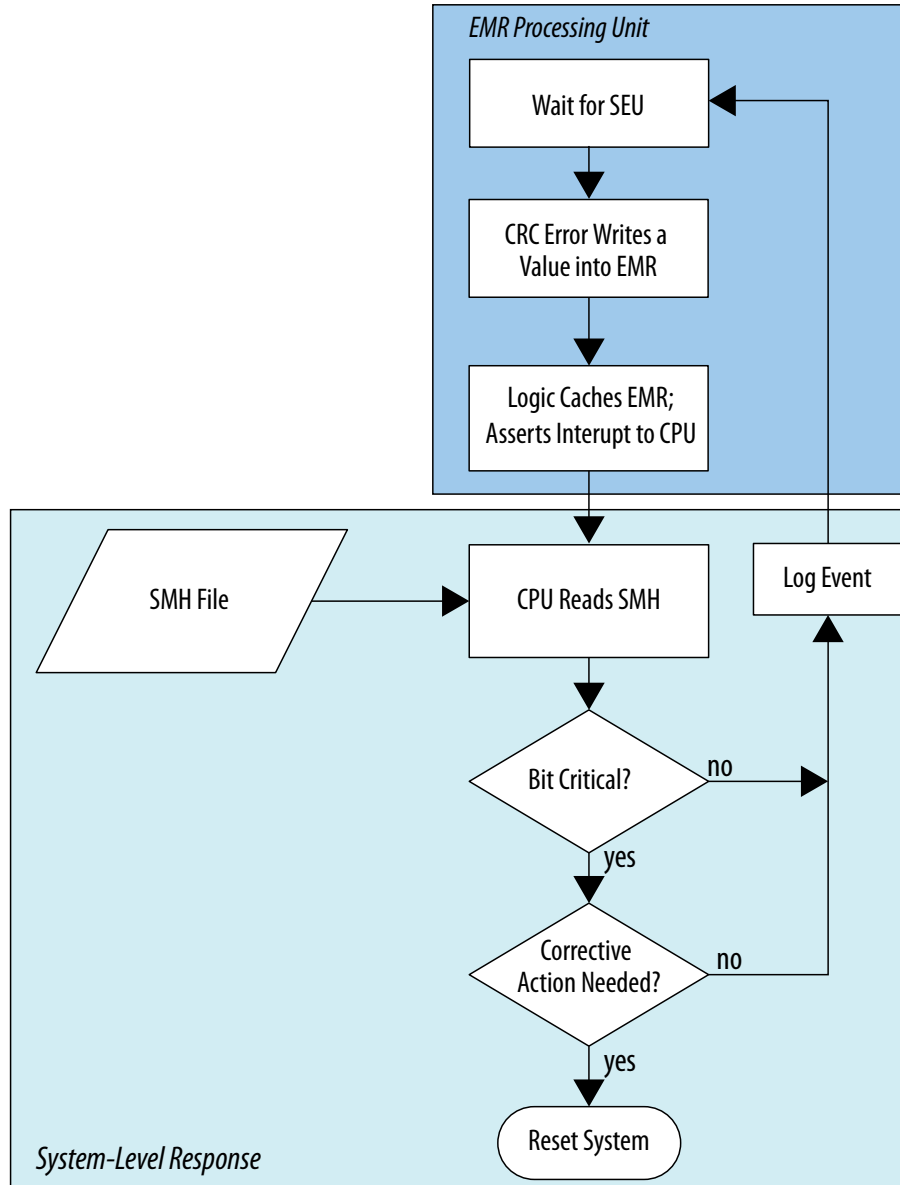 EMR Processing Unit
Wait for SEU
CRC Error Writes a
Value into EMR
Logic Caches EMR;
Asserts Interupt to CPU
SMH File
CPU Reads SMH
Log Event
Bit Critical?
no
yes
Corrective
Action Needed?
no
yes
Reset System
System-Level Response